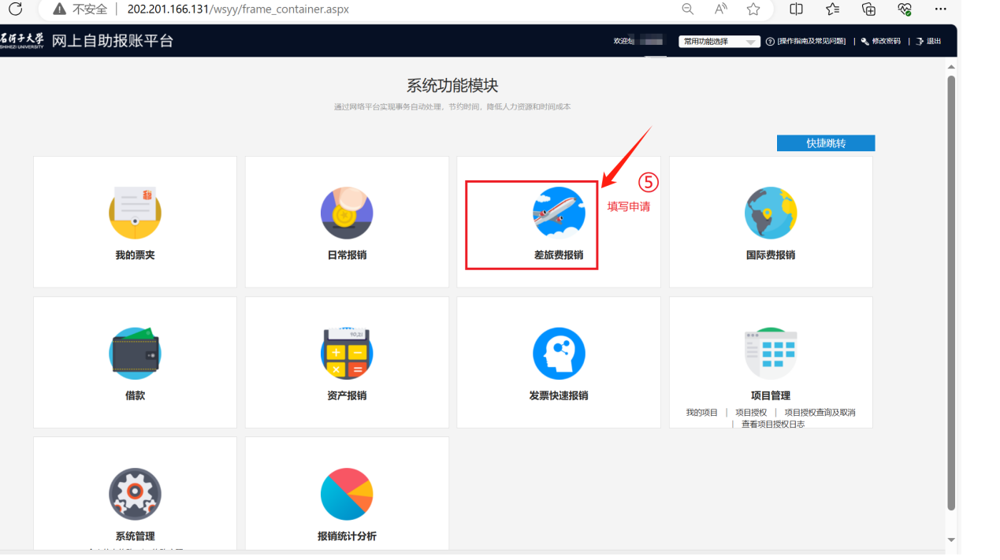 不安全 | 202.201.166.131/wsyy/frame_container.aspx
石河子大学 网上自助报账平台
SHIHEZI UNIVERSITY
欢迎您 常用功能选择 [操作指南及常见问题] | 修改密码 | 退出
系统功能模块
通过网络平台实现事务自动处理，节约时间，降低人力资源和时间成本
快捷跳转
⑤
填写申请
我的票夹 日常报销 差旅费报销 国际费报销
90,21
借款 资产报销 发票快速报销 项目管理
我的项目 | 项目授权 | 项目授权查询及取消
| 查看项目授权日志
系统管理 报销统计分析